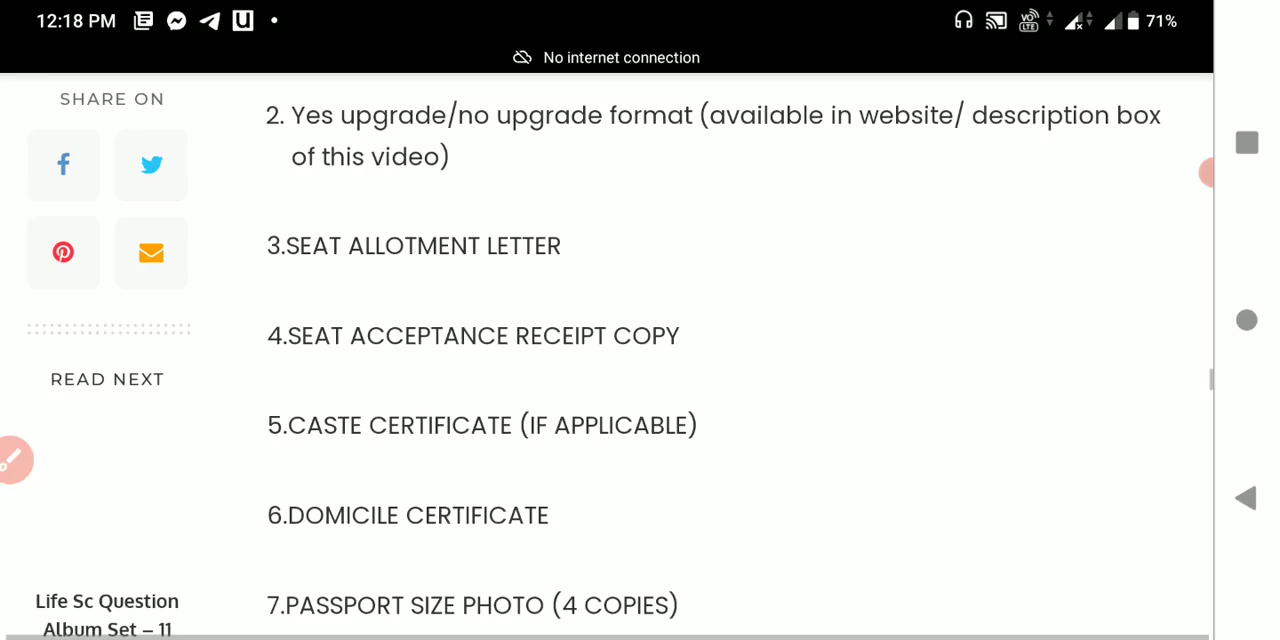 12:18 PM
71%
No internet connection
SHARE ON
2. Yes upgrade/no upgrade format (available in website/ description box
of this video)
3.SEAT ALLOTMENT LETTER
4.SEAT ACCEPTANCE RECEIPT COPY
READ NEXT
5.CASTE CERTIFICATE (IF APPLICABLE)
6.DOMICILE CERTIFICATE
7.PASSPORT SIZE PHOTO (4 COPIES)
Life Sc Question
Album Set – 11